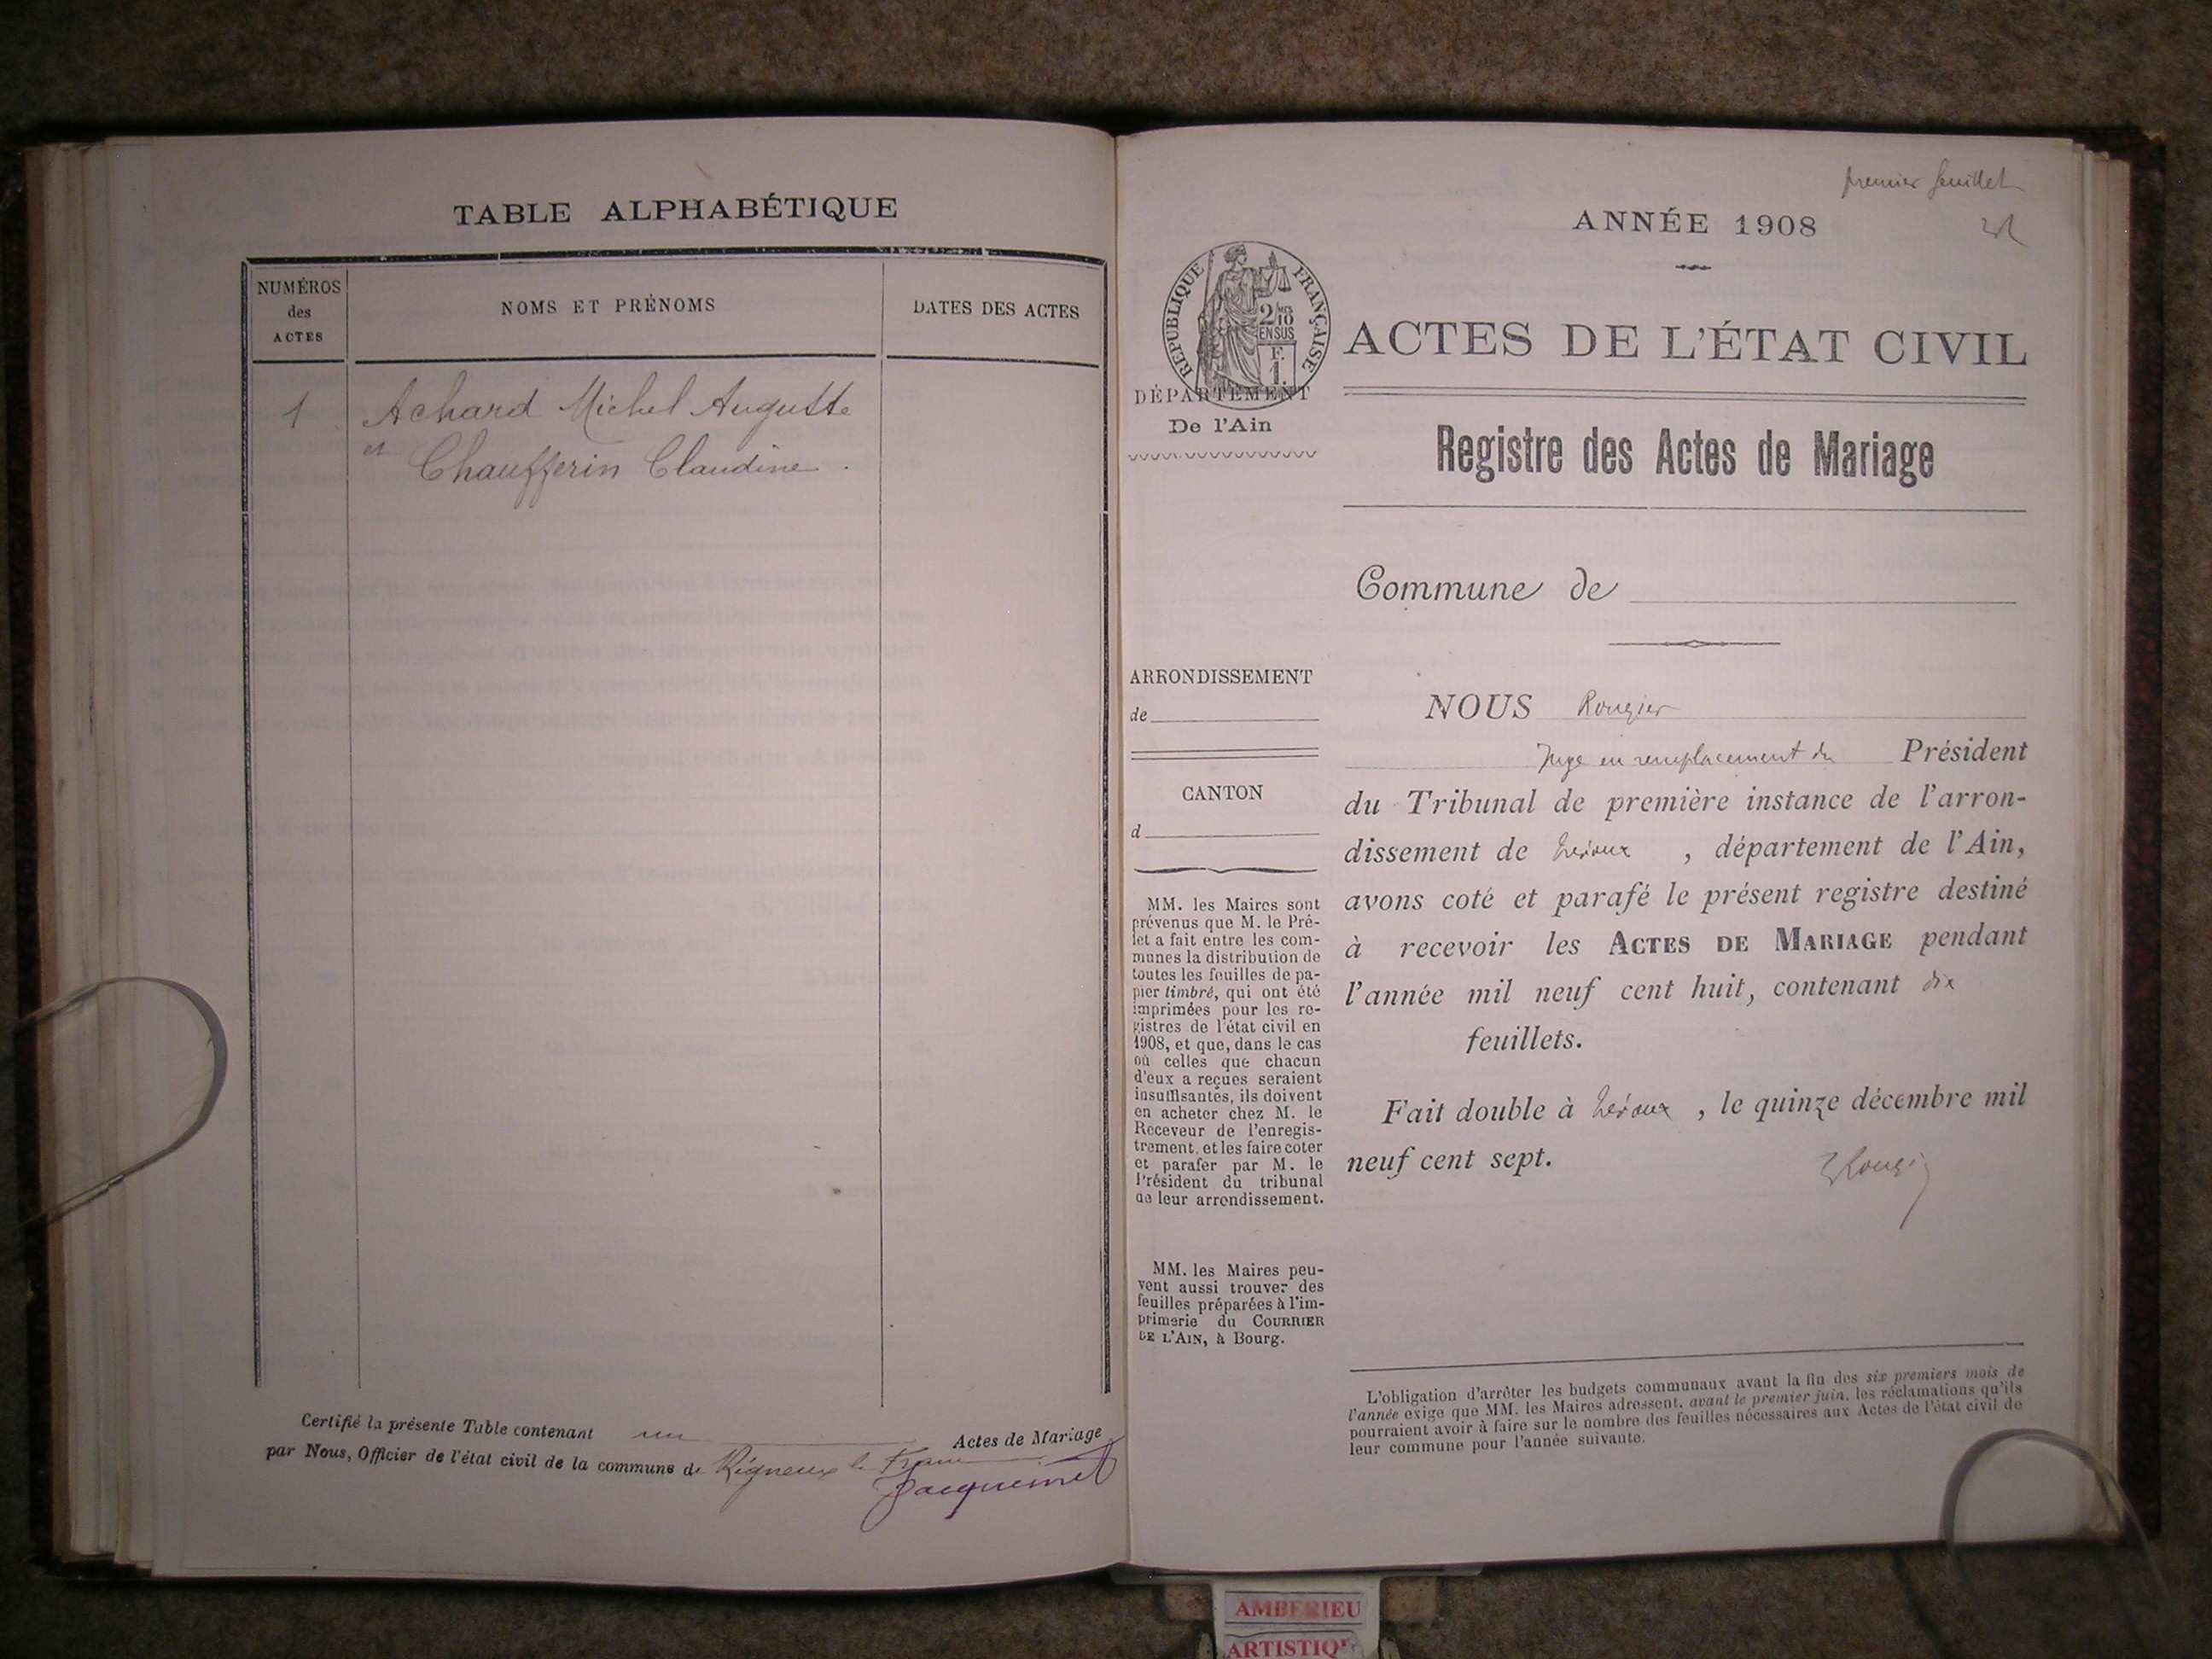 TABLE ALPHABÉTIQUE
NUMÉROS
des
ACTES
NOMS ET PRÉNOMS
DATES DES ACTES
1
Achard Michel Auguste
et
Chaufferin Claudine.
Certifié la présente Table contenant un Actes de Mariage
par Nous, Officier de l'état civil de la commune de Rigneux le Franc
Jacquemet
premier feuillet
ANNÉE 1908
RÉPUBLIQUE FRANÇAISE
2/10
EN SUS
F.
1.
ACTES DE L'ÉTAT CIVIL
DÉPARTEMENT
De l'Ain
Registre des Actes de Mariage
Commune de
ARRONDISSEMENT
de
CANTON
d
MM. les Maires sont
prévenus que M. le Pré-
fet a fait entre les com-
munes la distribution de
toutes les feuilles de pa-
pier timbré, qui ont été
imprimées pour les re-
gistres de l'état civil en
1908, et que, dans le cas
où celles que chacun
d'eux a reçues seraient
insuffisantes, ils doivent
en acheter chez M. le
Receveur de l'enregis-
trement, et les faire coter
et parafer par M. le
Président du tribunal
de leur arrondissement.
MM. les Maires peu-
vent aussi trouver des
feuilles préparées à l'im-
primerie du COURRIER
DE L'AIN, à Bourg.
NOUS Rougier
Juge en remplacement du Président
du Tribunal de première instance de l'arron-
dissement de Trévoux , département de l'Ain,
avons coté et parafé le présent registre destiné
à recevoir les ACTES DE MARIAGE pendant
l'année mil neuf cent huit, contenant dix
feuillets.
Fait double à Trévoux , le quinze décembre mil
neuf cent sept.
Rougier
L'obligation d'arrêter les budgets communaux avant la fin des six premiers mois de
l'année exige que MM. les Maires adressent, avant le premier juin, les réclamations qu'ils
pourraient avoir à faire sur le nombre des feuilles nécessaires aux Actes de l'état civil de
leur commune pour l'année suivante.
AMBERIEU
ARTISTIQ